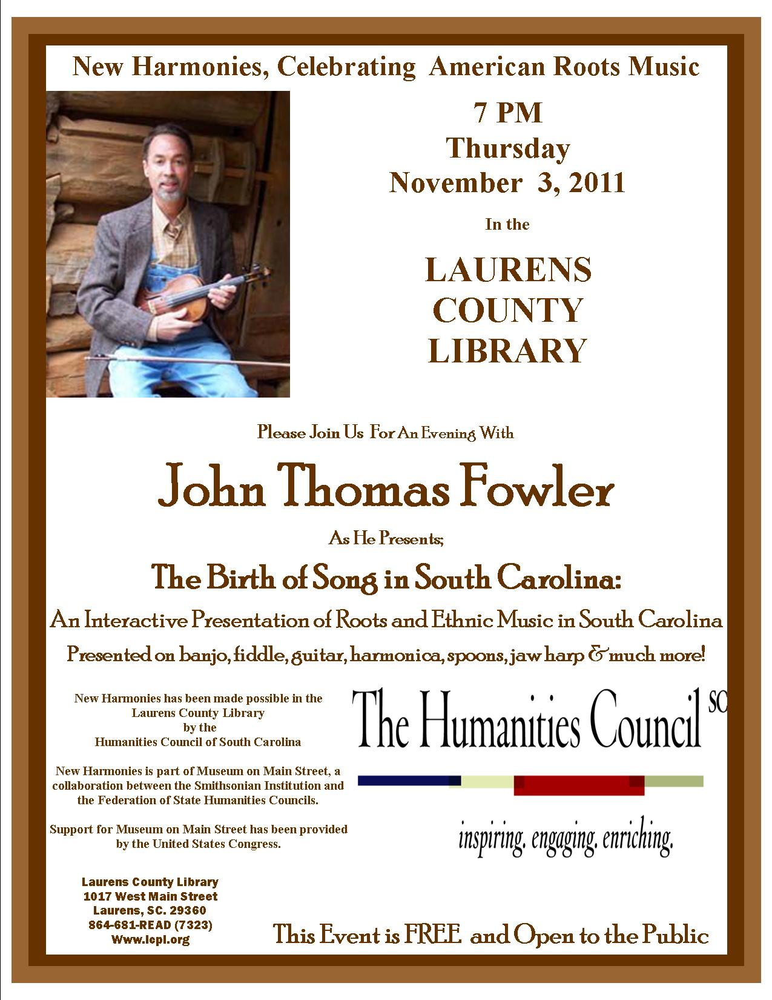 New Harmonies, Celebrating American Roots Music
7 PM
Thursday
November 3, 2011
In the
LAURENS
COUNTY
LIBRARY
Please Join Us For An Evening With
John Thomas Fowler
As He Presents;
The Birth of Song in South Carolina:
An Interactive Presentation of Roots and Ethnic Music in South Carolina
Presented on banjo, fiddle, guitar, harmonica, spoons, jaw harp & much more!
New Harmonies has been made possible in the
Laurens County Library
by the
Humanities Council of South Carolina
New Harmonies is part of Museum on Main Street, a
collaboration between the Smithsonian Institution and
the Federation of State Humanities Councils.
Support for Museum on Main Street has been provided
by the United States Congress.
The Humanities Council SC
inspiring. engaging. enriching.
Laurens County Library
1017 West Main Street
Laurens, SC. 29360
864-681-READ (7323)
Www.lcpl.org
This Event is FREE and Open to the Public